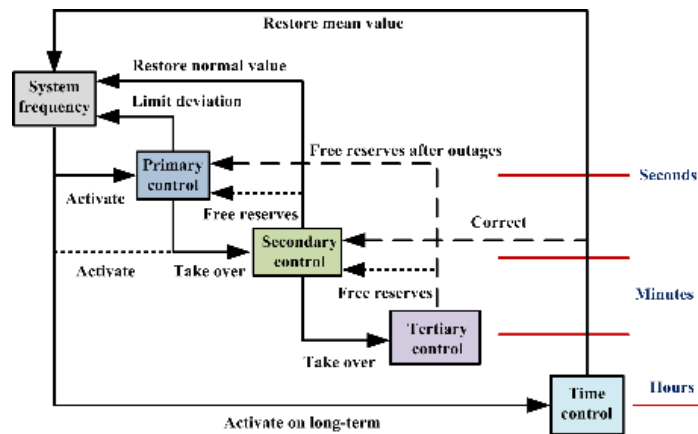 Restore mean value
Restore normal value
System
frequency
Limit deviation
Primary
control
Free reserves after outages
Seconds
Activate
Free reserves
Correct
Secondary
control
Activate
Take over
Free reserves
Minutes
Tertiary
control
Take over
Time
control
Hours
Activate on long-term